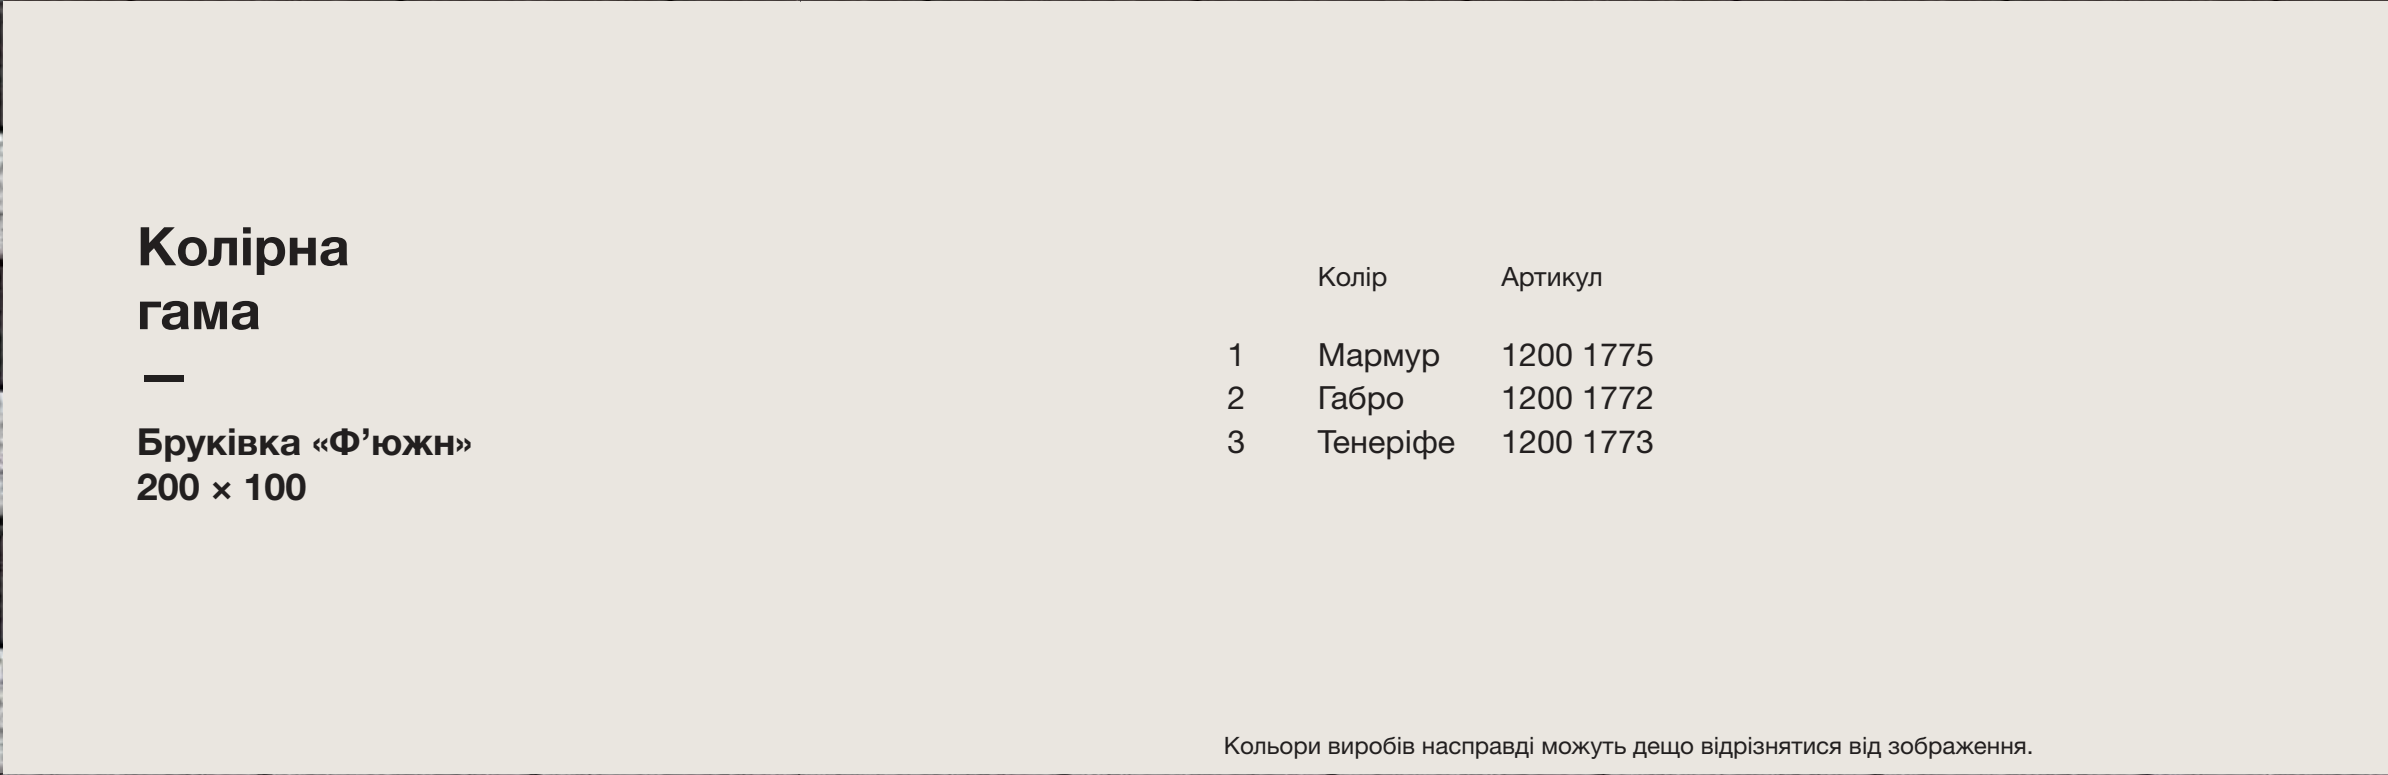 Колірна
гама
—
Бруківка «Ф’южн»
200 × 100
Колір Артикул
1 Мармур 1200 1775
2 Габро 1200 1772
3 Тенеріфе 1200 1773
Кольори виробів насправді можуть дещо відрізнятися від зображення.